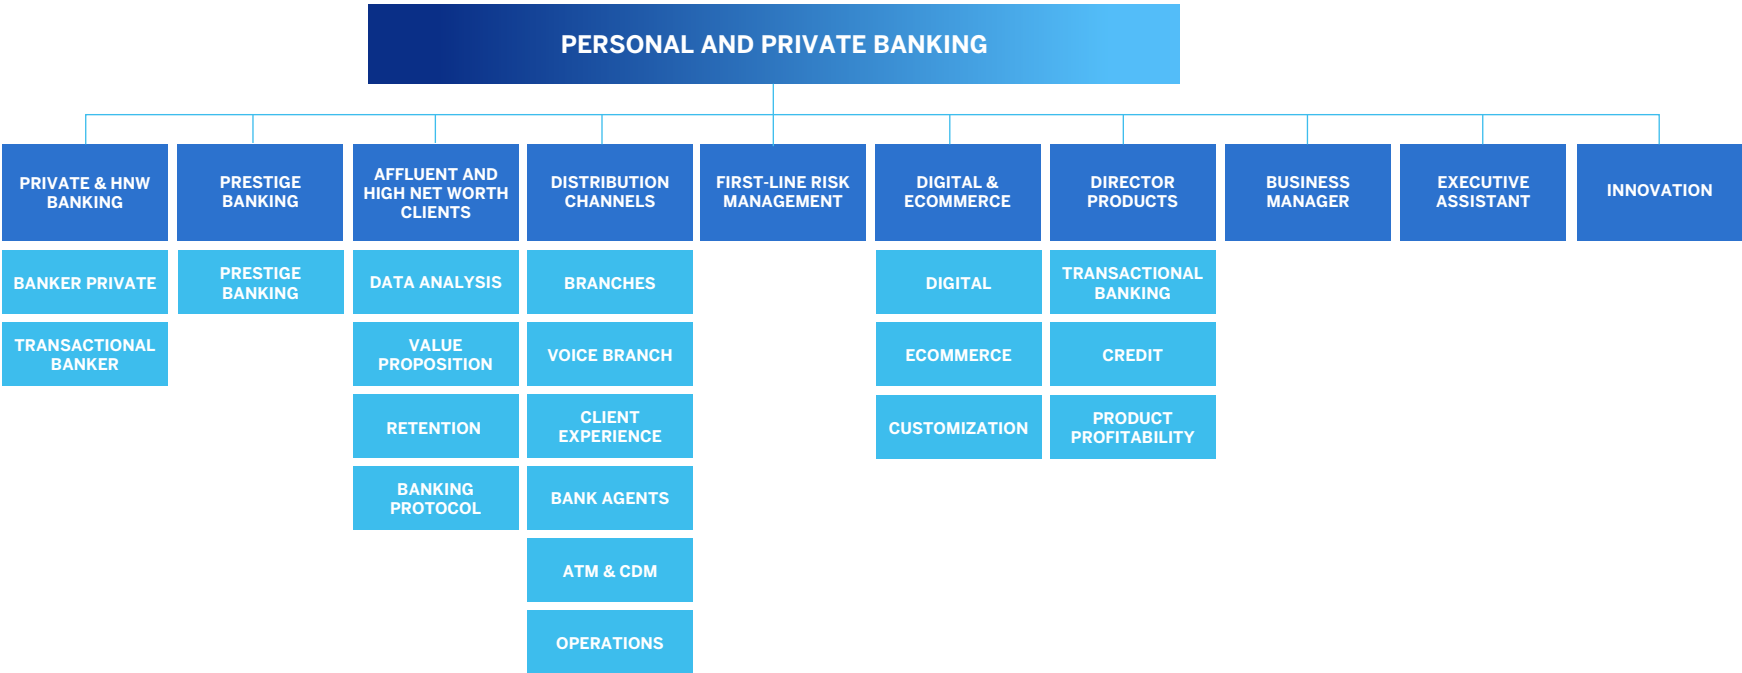 PERSONAL AND PRIVATE BANKING
PRIVATE & HNW
BANKING
PRESTIGE
BANKING
AFFLUENT AND
HIGH NET WORTH
CLIENTS
DISTRIBUTION
CHANNELS
FIRST-LINE RISK
MANAGEMENT
DIGITAL &
ECOMMERCE
DIRECTOR
PRODUCTS
BUSINESS
MANAGER
EXECUTIVE
ASSISTANT
INNOVATION
BANKER PRIVATE
TRANSACTIONAL
BANKER
PRESTIGE
BANKING
DATA ANALYSIS
VALUE
PROPOSITION
RETENTION
BANKING
PROTOCOL
BRANCHES
VOICE BRANCH
CLIENT
EXPERIENCE
BANK AGENTS
ATM & CDM
OPERATIONS
DIGITAL
ECOMMERCE
CUSTOMIZATION
TRANSACTIONAL
BANKING
CREDIT
PRODUCT
PROFITABILITY